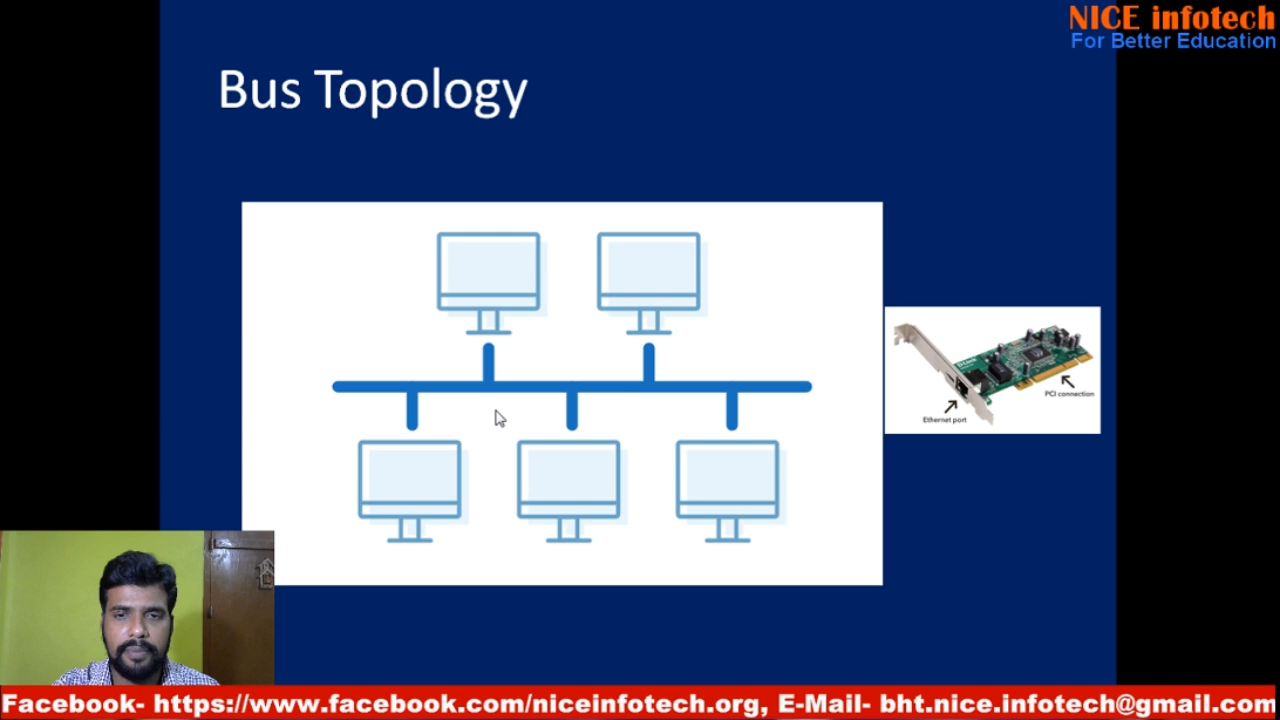 NICE infotech
For Better Education
Bus Topology
PCI connection
Ethernet port
Facebook- https://www.facebook.com/niceinfotech.org, E-Mail- bht.nice.infotech@gmail.com